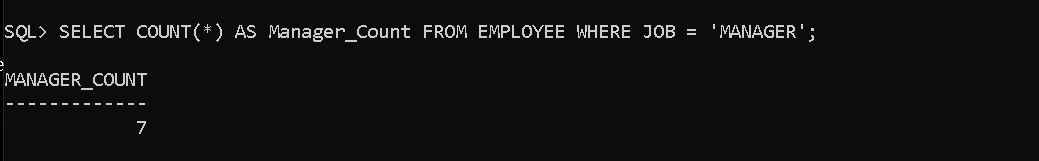 SQL> SELECT COUNT(*) AS Manager_Count FROM EMPLOYEE WHERE JOB = 'MANAGER';
MANAGER_COUNT
-------------
7